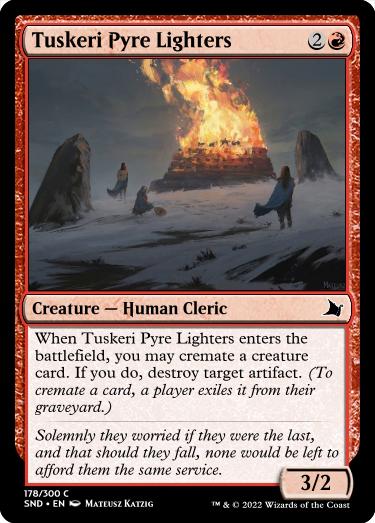 Tuskeri Pyre Lighters 2
Creature — Human Cleric
When Tuskeri Pyre Lighters enters the
battlefield, you may cremate a creature
card. If you do, destroy target artifact. (To
cremate a card, a player exiles it from their
graveyard.)
Solemnly they worried if they were the last,
and that should they fall, none would be left to
afford them the same service.
3/2
178/300 C
SND • EN Mateusz Katzig
™ & © 2022 Wizards of the Coast